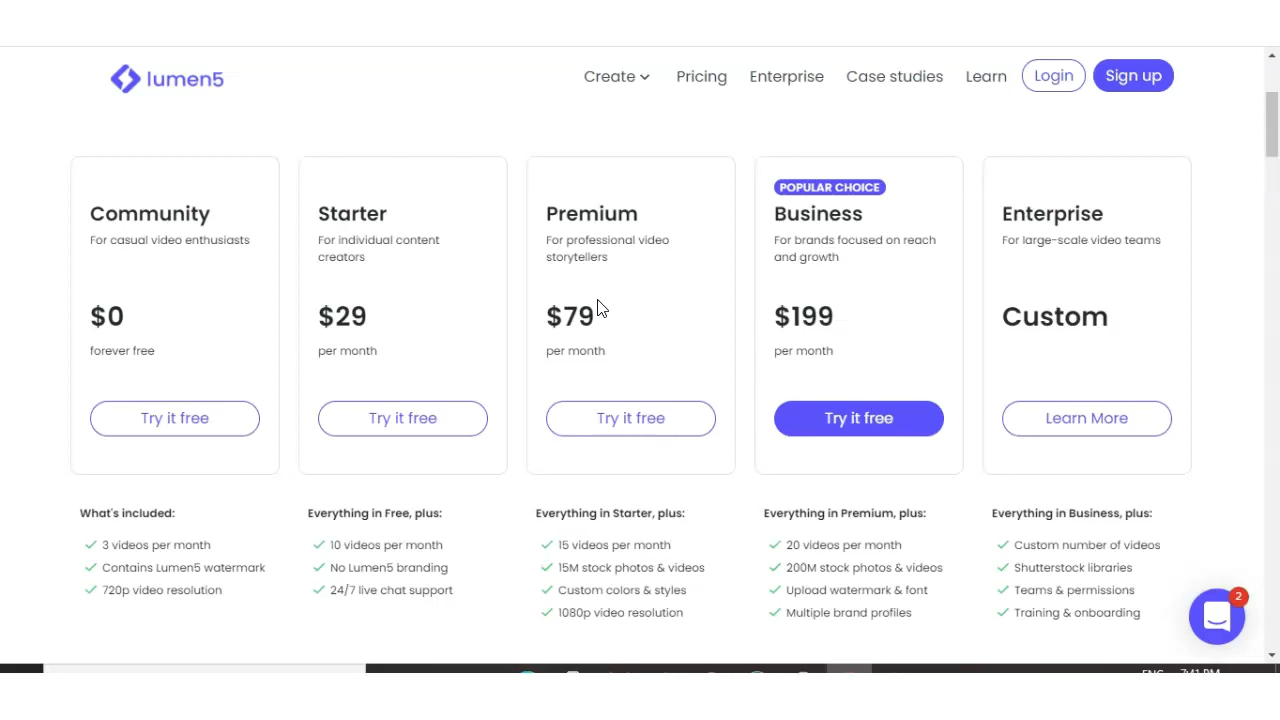 lumen5
Create
Pricing
Enterprise
Case studies
Learn
Login
Sign up
Community
For casual video enthusiasts
$0
forever free
Try it free
Starter
For individual content
creators
$29
per month
Try it free
Premium
For professional video
storytellers
$79
per month
Try it free
POPULAR CHOICE
Business
For brands focused on reach
and growth
$199
per month
Try it free
Enterprise
For large-scale video teams
Custom
Learn More
What's included:
3 videos per month
Contains Lumen5 watermark
720p video resolution
Everything in Free, plus:
10 videos per month
No Lumen5 branding
24/7 live chat support
Everything in Starter, plus:
15 videos per month
15M stock photos & videos
Custom colors & styles
1080p video resolution
Everything in Premium, plus:
20 videos per month
200M stock photos & videos
Upload watermark & font
Multiple brand profiles
Everything in Business, plus:
Custom number of videos
Shutterstock libraries
Teams & permissions
Training & onboarding
2
ENG
7:41 PM